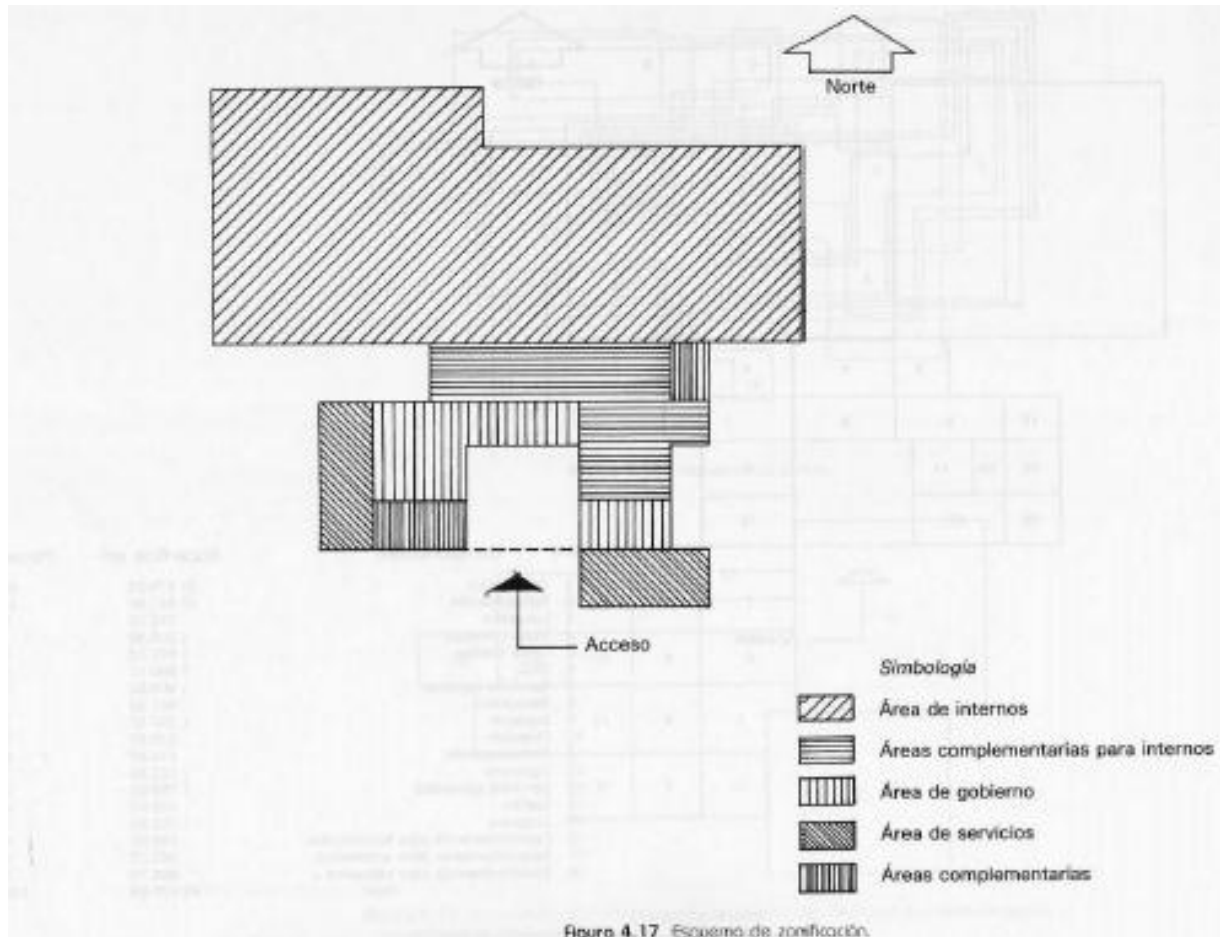 Norte
Acceso
Simbología
Área de internos
Áreas complementarias para internos
Área de gobierno
Área de servicios
Áreas complementarias
Figura 4.17 Esquema de zonificación.